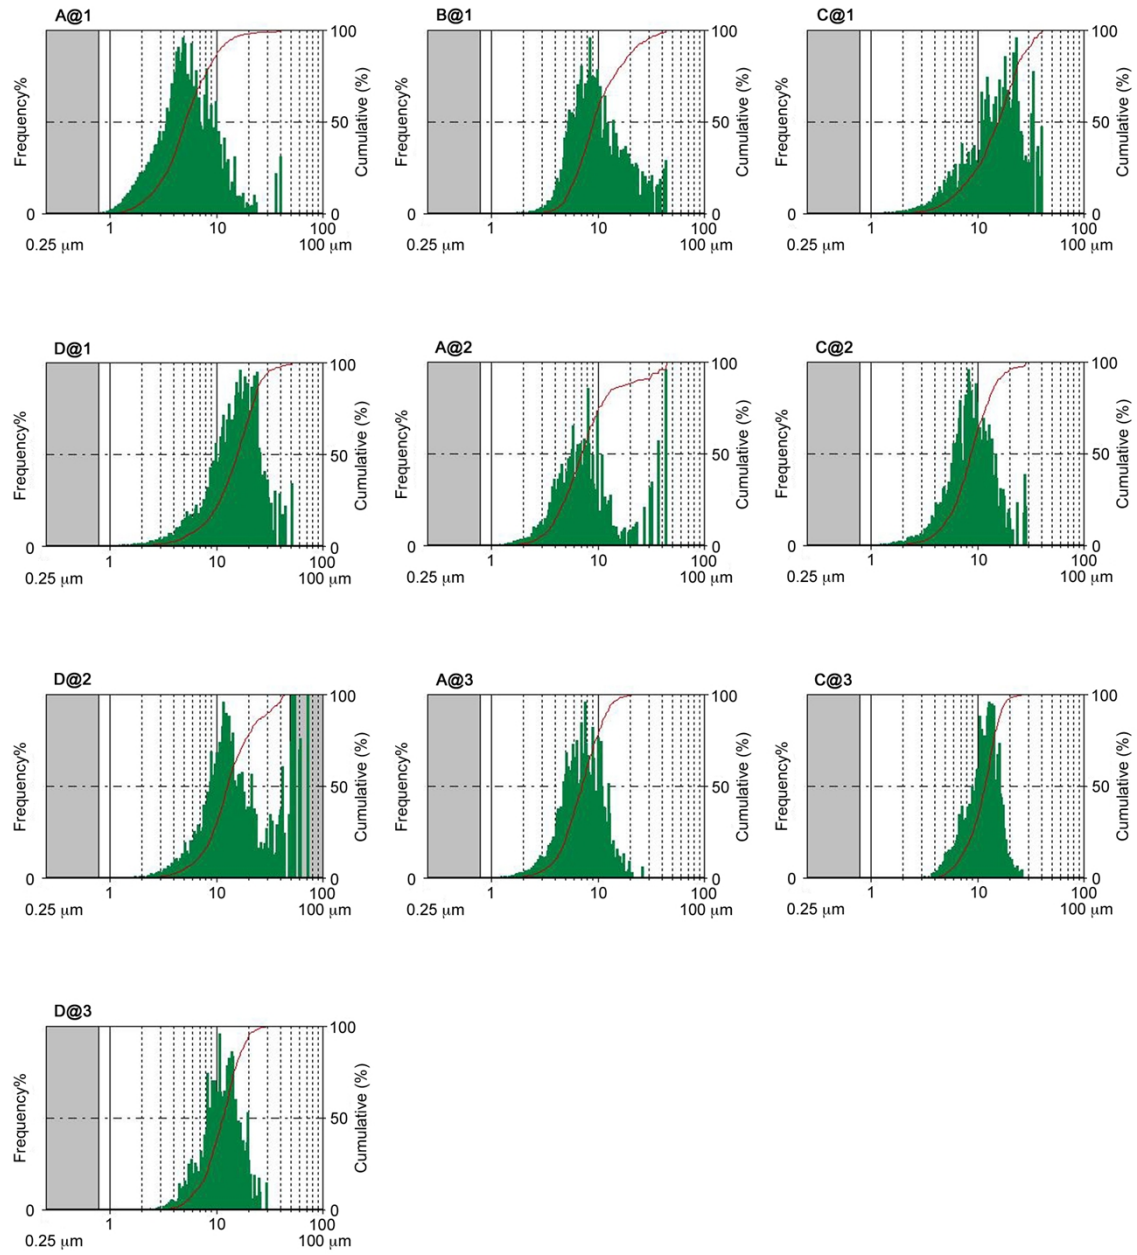 A@1
Frequency%
100
50
0
Cumulative (%)
0
1
10
100
0.25 μm
100 μm
B@1
Frequency%
100
50
0
Cumulative (%)
0
1
10
100
0.25 μm
100 μm
C@1
Frequency%
100
50
0
Cumulative (%)
0
1
10
100
0.25 μm
100 μm
D@1
Frequency%
100
50
0
Cumulative (%)
0
1
10
100
0.25 μm
100 μm
A@2
Frequency%
100
50
0
Cumulative (%)
0
1
10
100
0.25 μm
100 μm
C@2
Frequency%
100
50
0
Cumulative (%)
0
1
10
100
0.25 μm
100 μm
D@2
Frequency%
100
50
0
Cumulative (%)
0
1
10
100
0.25 μm
100 μm
A@3
Frequency%
100
50
0
Cumulative (%)
0
1
10
100
0.25 μm
100 μm
C@3
Frequency%
100
50
0
Cumulative (%)
0
1
10
100
0.25 μm
100 μm
D@3
Frequency%
100
50
0
Cumulative (%)
0
1
10
100
0.25 μm
100 μm